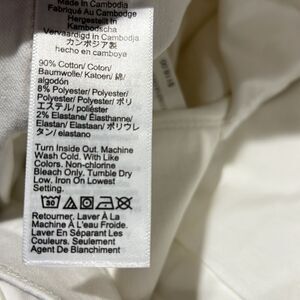 Made in Cambodge
Fabriqué Au Cambodge
Hergestellt In
Kambodscha
Vervaardigd In Cambodja
カンボジア製
hecho en camboya
90% Cotton/ Coton/
Baumwolle/ Katoen/ 綿/
algodón
8% Polyester/ Polyester/
Polyester/ Polyester/ ポリ
エステル/ poliéster
2% Elastane/ Élasthanne/
Elastan/ Elastaan/ ポリウレ
タン/ elastano
Turn Inside Out. Machine
Wash Cold. With Like
Colors. Non-chlorine
Bleach Only. Tumble Dry
Low. Iron On Lowest
Setting.
30
Retourner. Laver À La
Machine À L'eau Froide.
Laver En Séparant Les
Couleurs. Seulement
Agent De Blanchiment